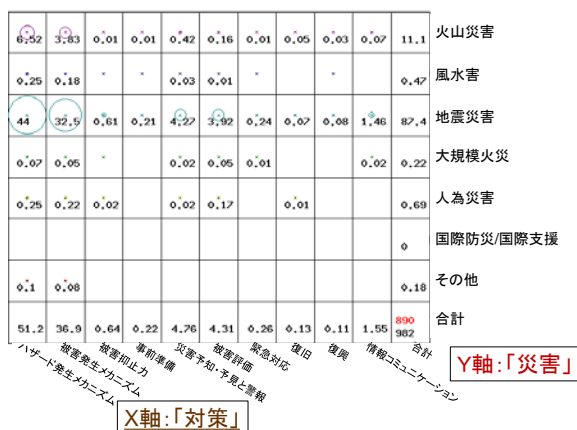 6.52 3.83 0.01 0.01 0.42 0.16 0.01 0.05 0.03 0.07 11.1 火山災害
0.25 0.18 0.03 0.01 0.47 風水害
44 32.5 0.61 0.21 4.27 3.92 0.24 0.07 0.08 1.46 87.4 地震災害
0.07 0.05 0.02 0.05 0.01 0.02 0.22 大規模火災
0.25 0.22 0.02 0.02 0.17 0.01 0.69 人為災害
0 国際防災/国際支援
0.1 0.08 0.18 その他
51.2 36.9 0.64 0.22 4.76 4.31 0.26 0.13 0.11 1.55 890 合計
982
ハザード発生メカニズム
被害発生メカニズム
被害抑止力
事前準備
災害予知・予見と警報
被害評価
緊急対応
復旧
復興
情報コミュニケーション
合計
Y軸:「災害」
X軸:「対策」